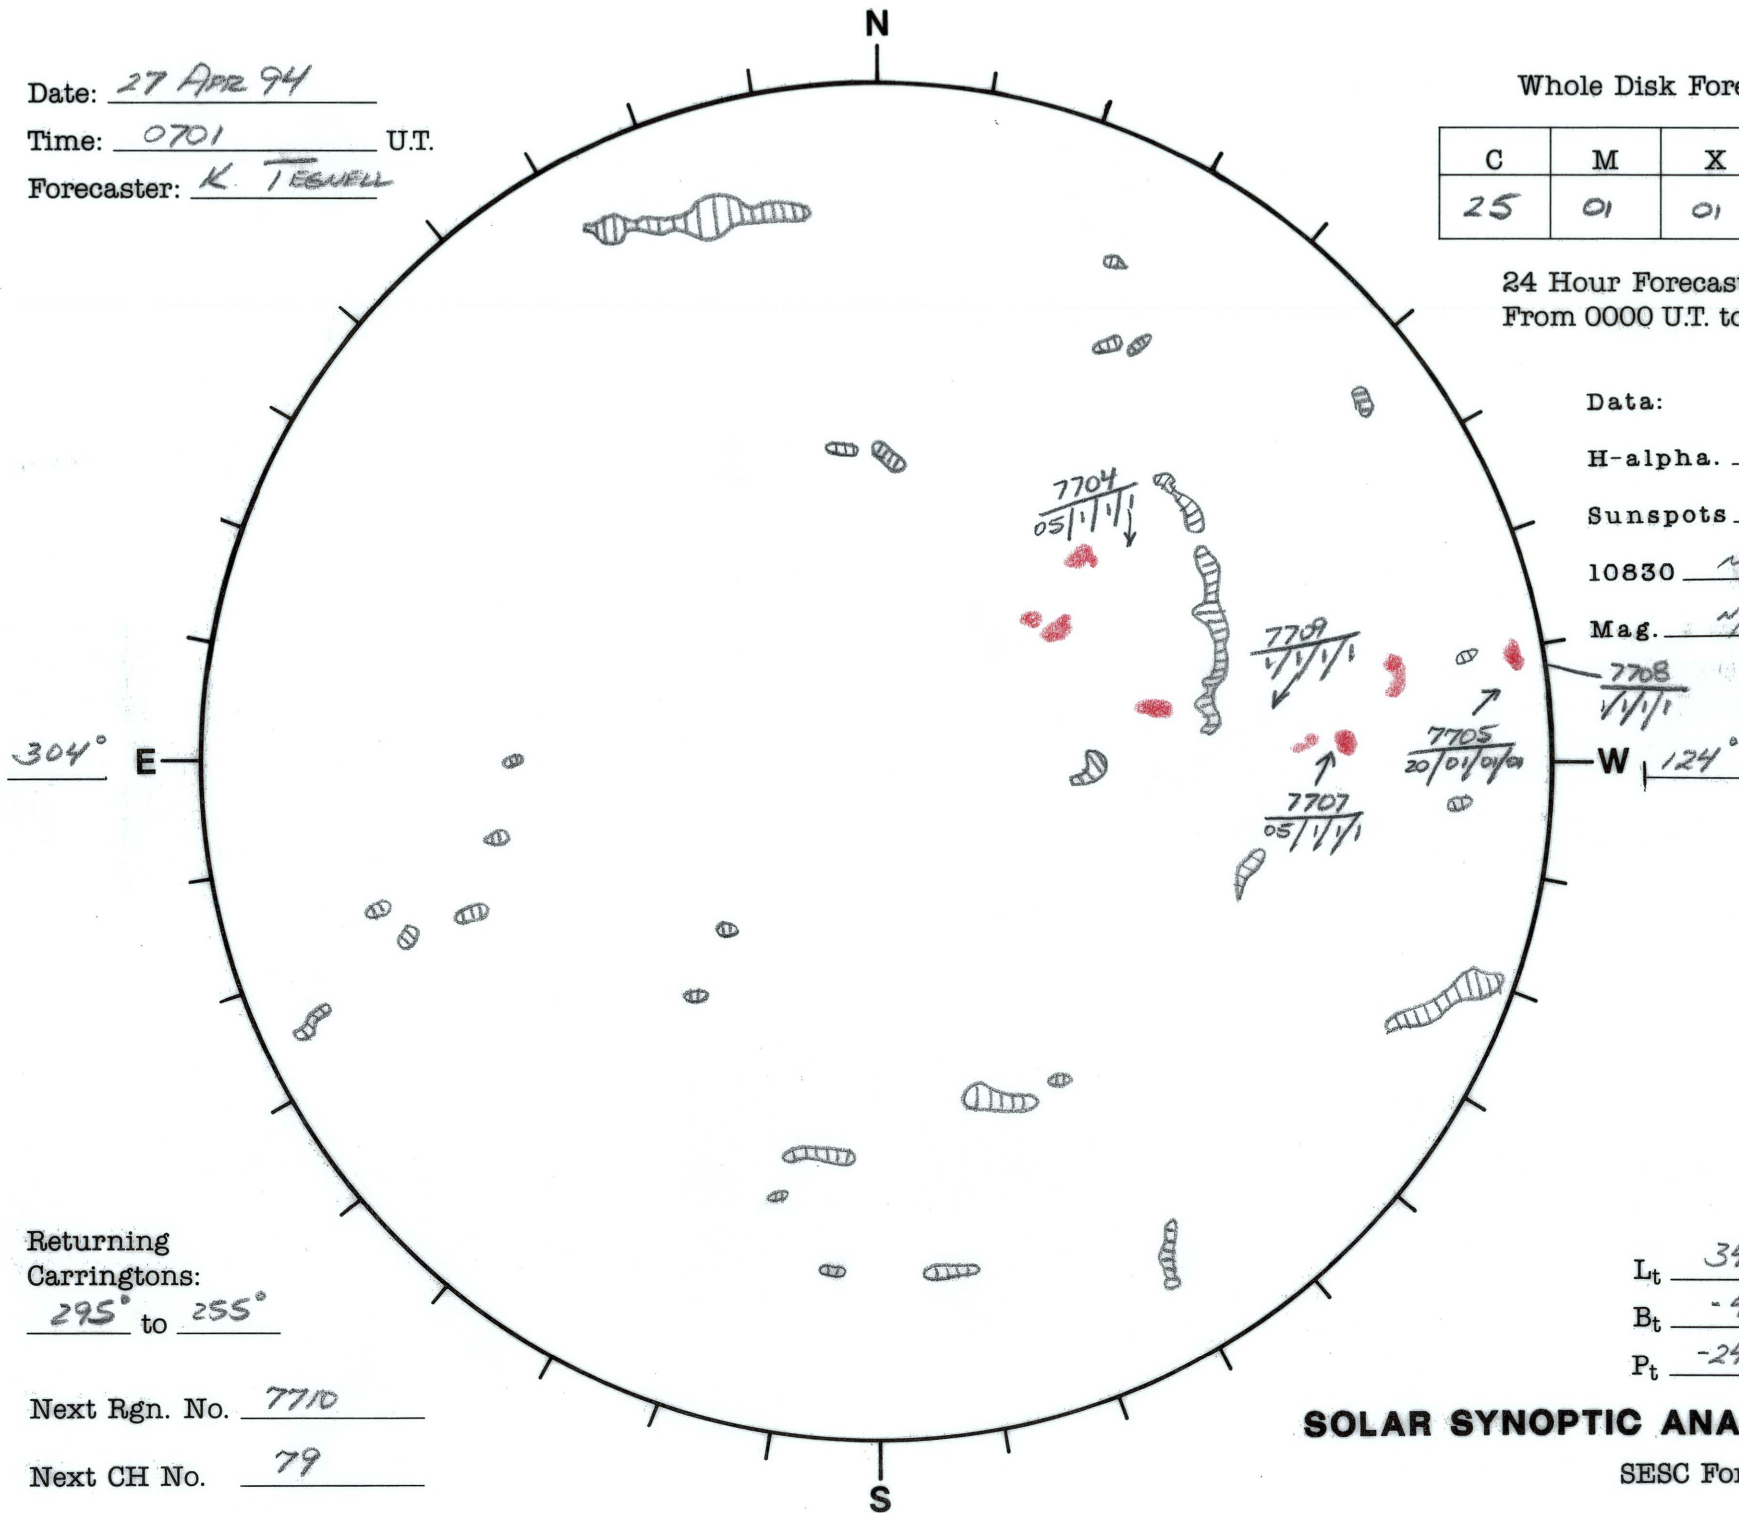 N
Date: 27 APR 94
Time: 0701 U.T.
Forecaster: K. TEGNELL
Whole Disk Fore
C M X
25 01 01
24 Hour Forecas
From 0000 U.T. to
Data:
H-alpha.
Sunspots
10830
Mag.
7704
05/1/1/1
7709
1/1/1/1
7708
1/1/1
7705
20/01/01/01
304° E
W 124°
7707
05/1/1/1
Returning
Carringtons:
295° to 255°
Next Rgn. No. 7710
Next CH No. 79
Lt 34
Bt -4
Pt -24
SOLAR SYNOPTIC ANA
SESC For
S